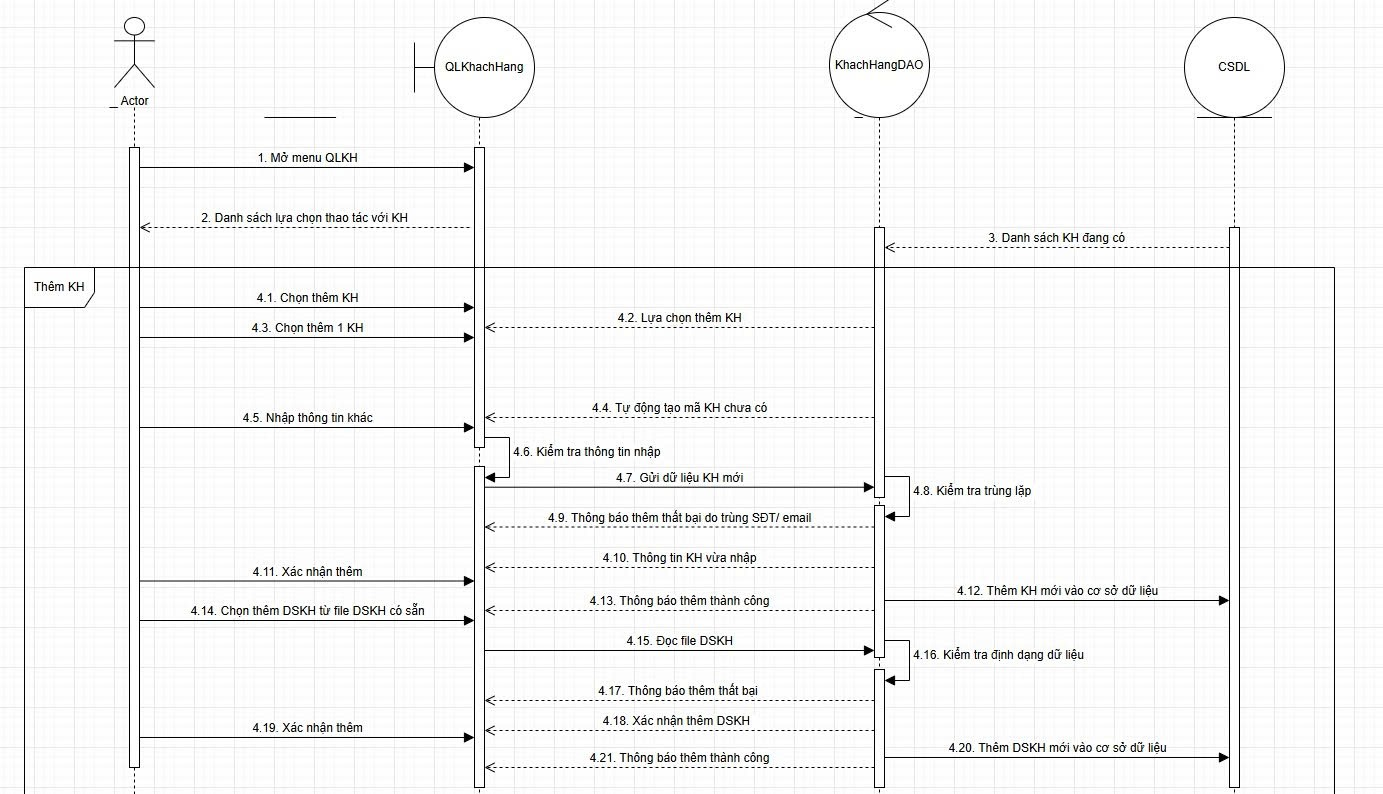 _ Actor
QLKhachHang
KhachHangDAO
CSDL
1. Mở menu QLKH
2. Danh sách lựa chọn thao tác với KH
3. Danh sách KH đang có
Thêm KH
4.1. Chọn thêm KH
4.2. Lựa chọn thêm KH
4.3. Chọn thêm 1 KH
4.4. Tự động tạo mã KH chưa có
4.5. Nhập thông tin khác
4.6. Kiểm tra thông tin nhập
4.7. Gửi dữ liệu KH mới
4.8. Kiểm tra trùng lặp
4.9. Thông báo thêm thất bại do trùng SĐT/ email
4.10. Thông tin KH vừa nhập
4.11. Xác nhận thêm
4.12. Thêm KH mới vào cơ sở dữ liệu
4.13. Thông báo thêm thành công
4.14. Chọn thêm DSKH từ file DSKH có sẵn
4.15. Đọc file DSKH
4.16. Kiểm tra định dạng dữ liệu
4.17. Thông báo thêm thất bại
4.18. Xác nhận thêm DSKH
4.19. Xác nhận thêm
4.20. Thêm DSKH mới vào cơ sở dữ liệu
4.21. Thông báo thêm thành công